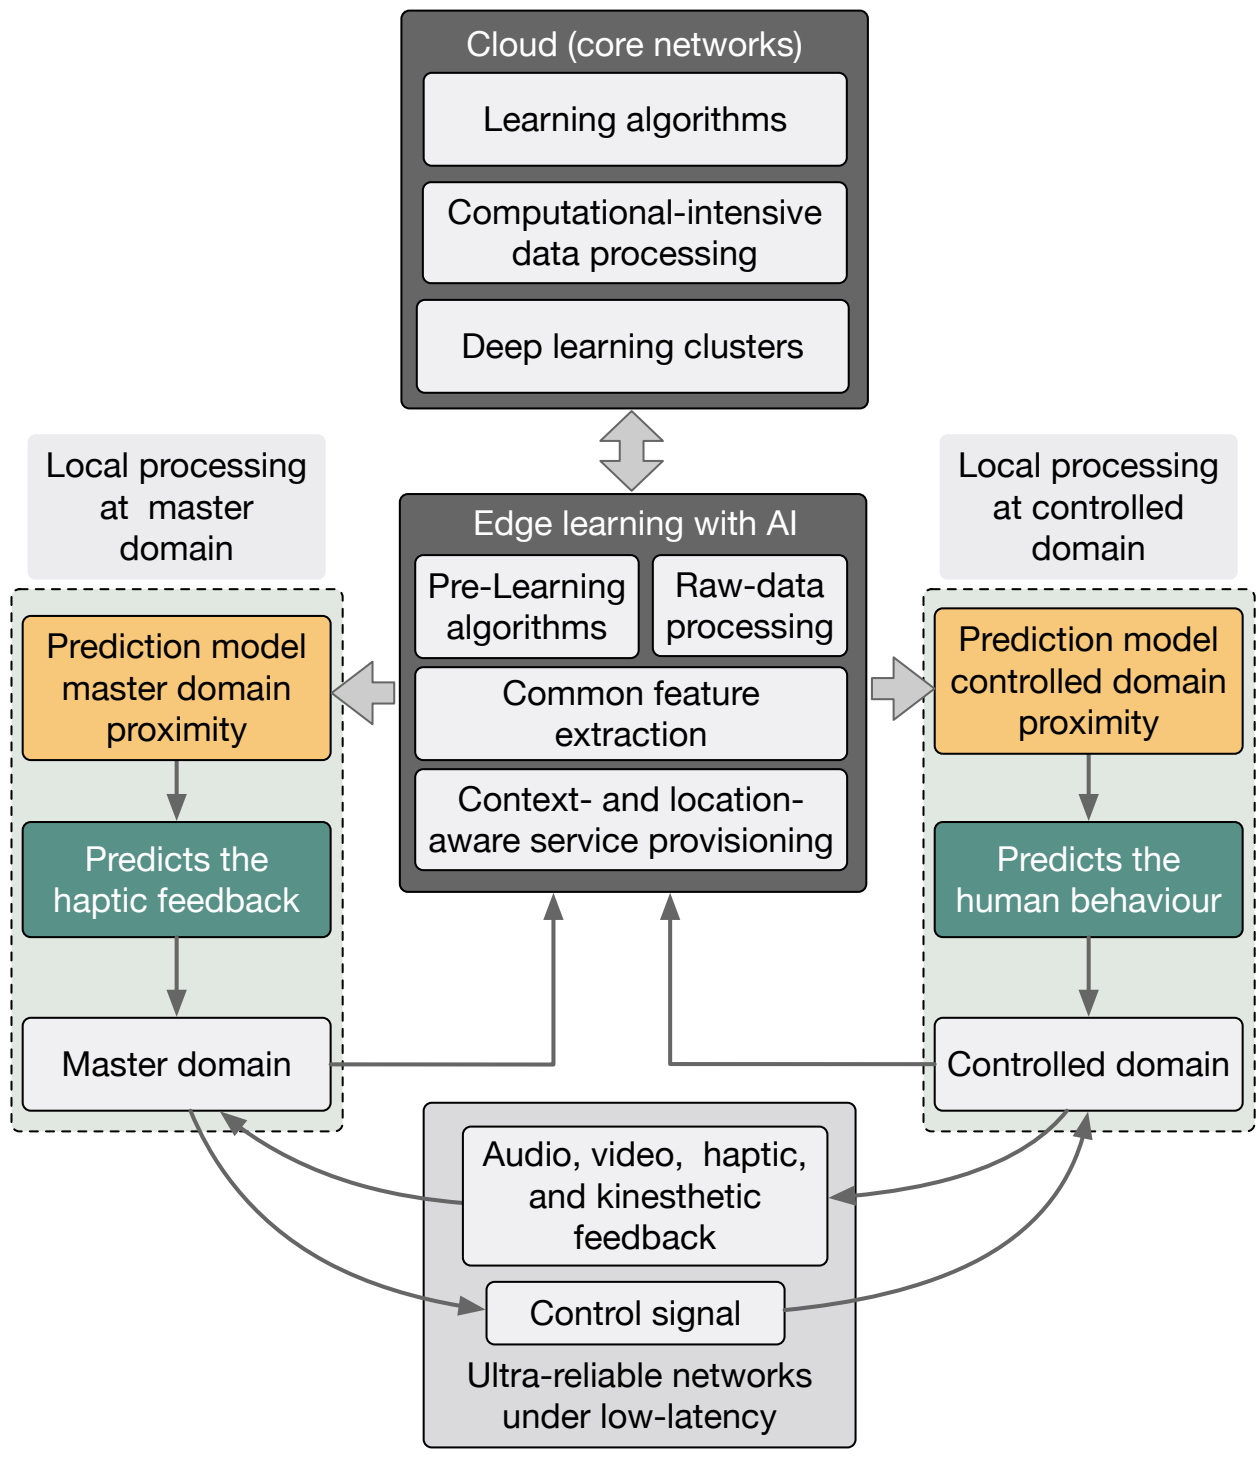 Cloud (core networks)
Learning algorithms
Computational-intensive
data processing
Deep learning clusters
Local processing
at master
domain
Prediction model
master domain
proximity
Predicts the
haptic feedback
Master domain
Edge learning with AI
Pre-Learning
algorithms
Raw-data
processing
Common feature
extraction
Context- and location-
aware service provisioning
Local processing
at controlled
domain
Prediction model
controlled domain
proximity
Predicts the
human behaviour
Controlled domain
Audio, video, haptic,
and kinesthetic
feedback
Control signal
Ultra-reliable networks
under low-latency